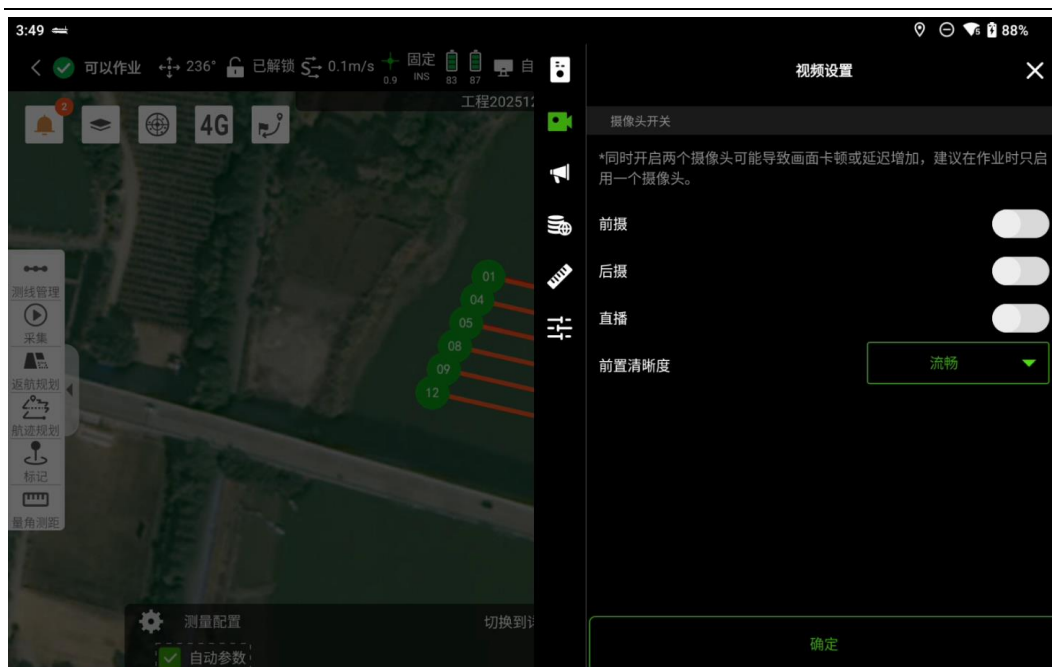 3:49
88%
可以作业
236°
已解锁
0.1m/s
0.9
固定
INS
83
87
自
视频设置
工程202512
2
4G
摄像头开关
*同时开启两个摄像头可能导致画面卡顿或延迟增加，建议在作业时只启
用一个摄像头。
前摄
后摄
直播
前置清晰度
流畅
确定
测线管理
采集
返航规划
航迹规划
标记
量角测距
01
04
05
08
09
12
测量配置
切换到
自动参数